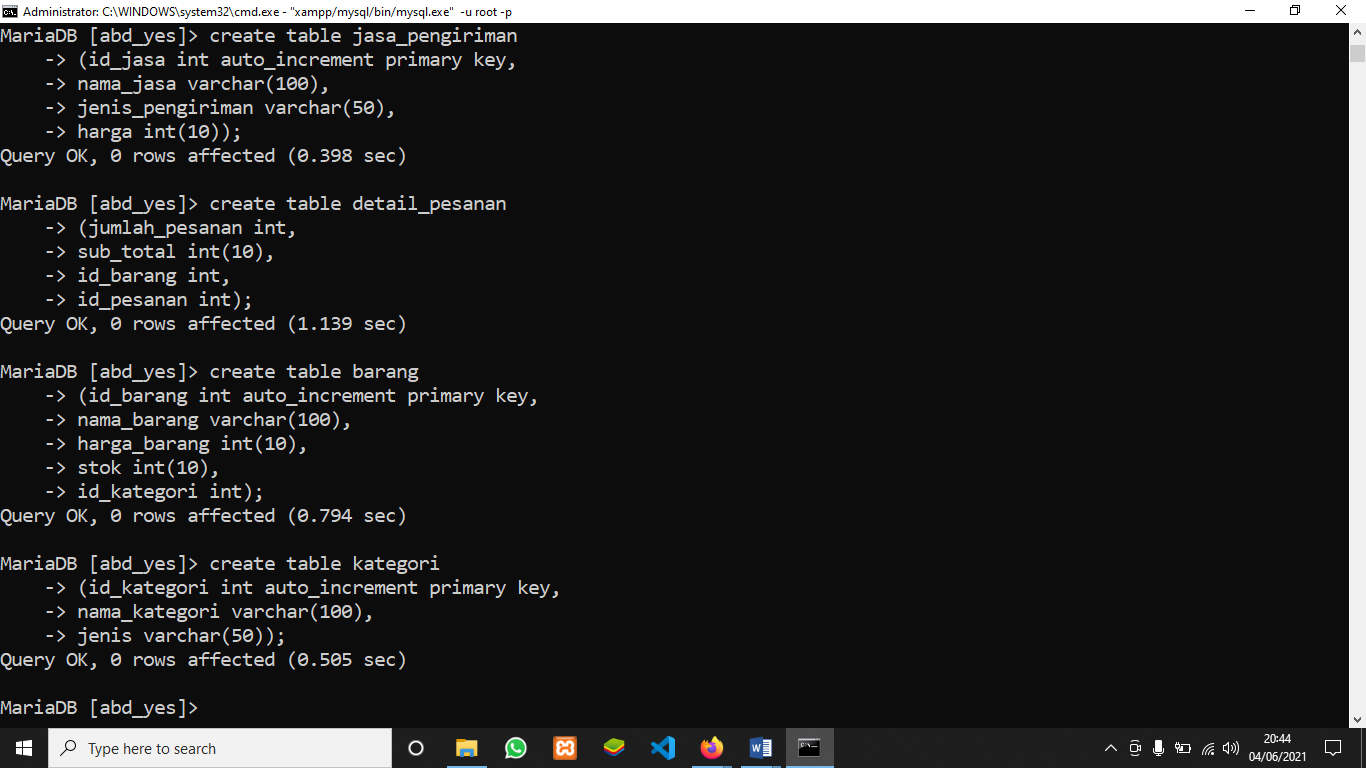 Administrator: C:\WINDOWS\system32\cmd.exe - "xampp/mysql/bin/mysql.exe" -u root -p
MariaDB [abd_yes]> create table jasa_pengiriman
    -> (id_jasa int auto_increment primary key,
    -> nama_jasa varchar(100),
    -> jenis_pengiriman varchar(50),
    -> harga int(10));
Query OK, 0 rows affected (0.398 sec)
MariaDB [abd_yes]> create table detail_pesanan
    -> (jumlah_pesanan int,
    -> sub_total int(10),
    -> id_barang int,
    -> id_pesanan int);
Query OK, 0 rows affected (1.139 sec)
MariaDB [abd_yes]> create table barang
    -> (id_barang int auto_increment primary key,
    -> nama_barang varchar(100),
    -> harga_barang int(10),
    -> stok int(10),
    -> id_kategori int);
Query OK, 0 rows affected (0.794 sec)
MariaDB [abd_yes]> create table kategori
    -> (id_kategori int auto_increment primary key,
    -> nama_kategori varchar(100),
    -> jenis varchar(50));
Query OK, 0 rows affected (0.505 sec)
MariaDB [abd_yes]>
Type here to search
20:44
04/06/2021